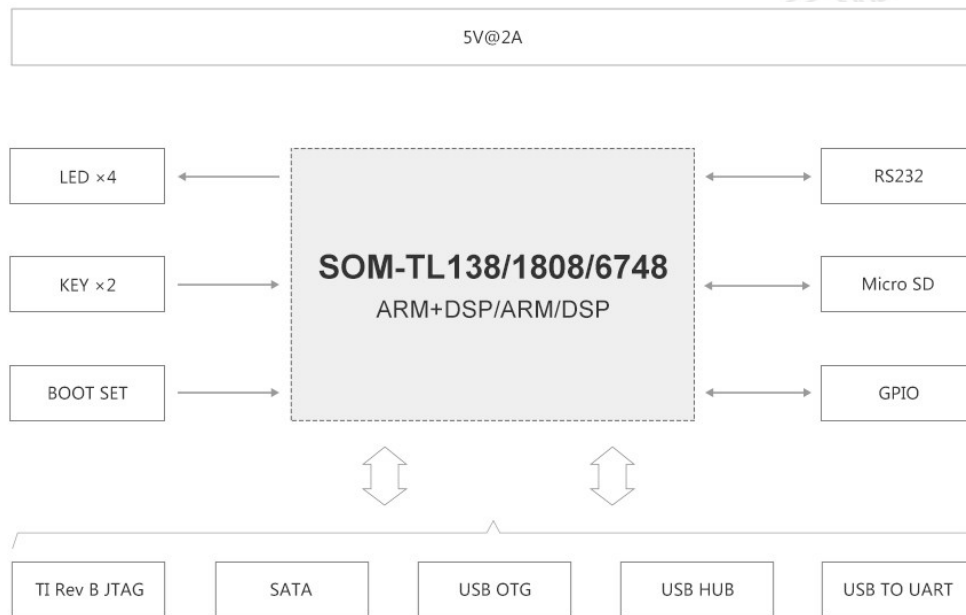 5V@2A
LED ×4
RS232
SOM-TL138/1808/6748
KEY ×2
Micro SD
ARM+DSP/ARM/DSP
BOOT SET
GPIO
TI Rev B JTAG
SATA
USB OTG
USB HUB
USB TO UART